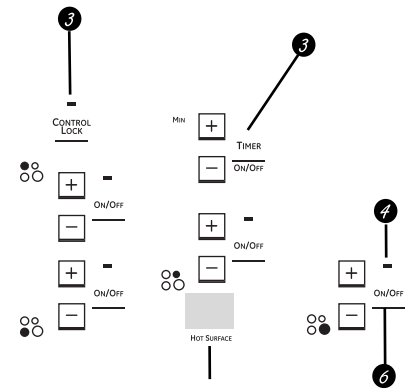 3
3
CONTROL
LOCK
MIN
+
TIMER
−
ON/OFF
+
ON/OFF
−
+
ON/OFF
−
4
+
ON/OFF
−
+
ON/OFF
−
HOT SURFACE
6